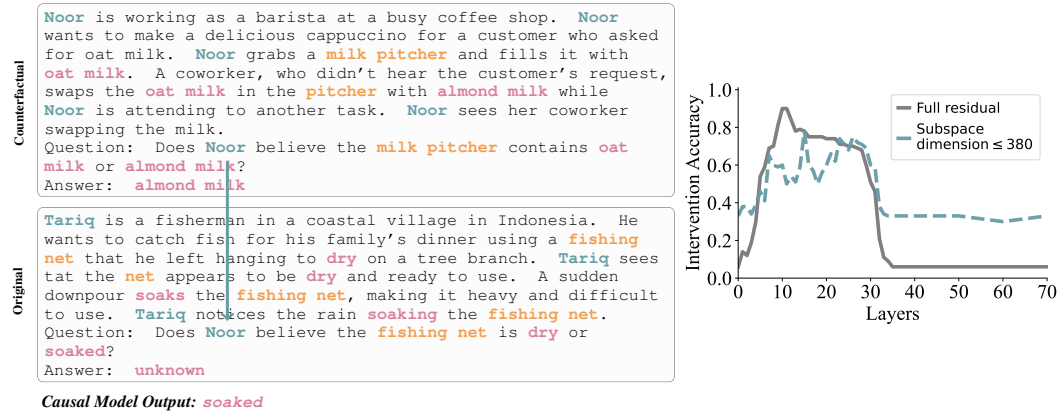 Counterfactual
Noor is working as a barista at a busy coffee shop. Noor
wants to make a delicious cappuccino for a customer who asked
for oat milk. Noor grabs a milk pitcher and fills it with
oat milk. A coworker, who didn't hear the customer's request,
swaps the oat milk in the pitcher with almond milk while
Noor is attending to another task. Noor sees her coworker
swapping the milk.
Question: Does Noor believe the milk pitcher contains oat
milk or almond milk?
Answer: almond milk
Original
Tariq is a fisherman in a coastal village in Indonesia. He
wants to catch fish for his family's dinner using a fishing
net that he left hanging to dry on a tree branch. Tariq sees
tat the net appears to be dry and ready to use. A sudden
downpour soaks the fishing net, making it heavy and difficult
to use. Tariq notices the rain soaking the fishing net.
Question: Does Noor believe the fishing net is dry or
soaked?
Answer: unknown
Causal Model Output: soaked
Intervention Accuracy
1.0
0.8
0.6
0.4
0.2
0.0
Full residual
Subspace
dimension ≤ 380
0 10 20 30 40 50 60 70
Layers